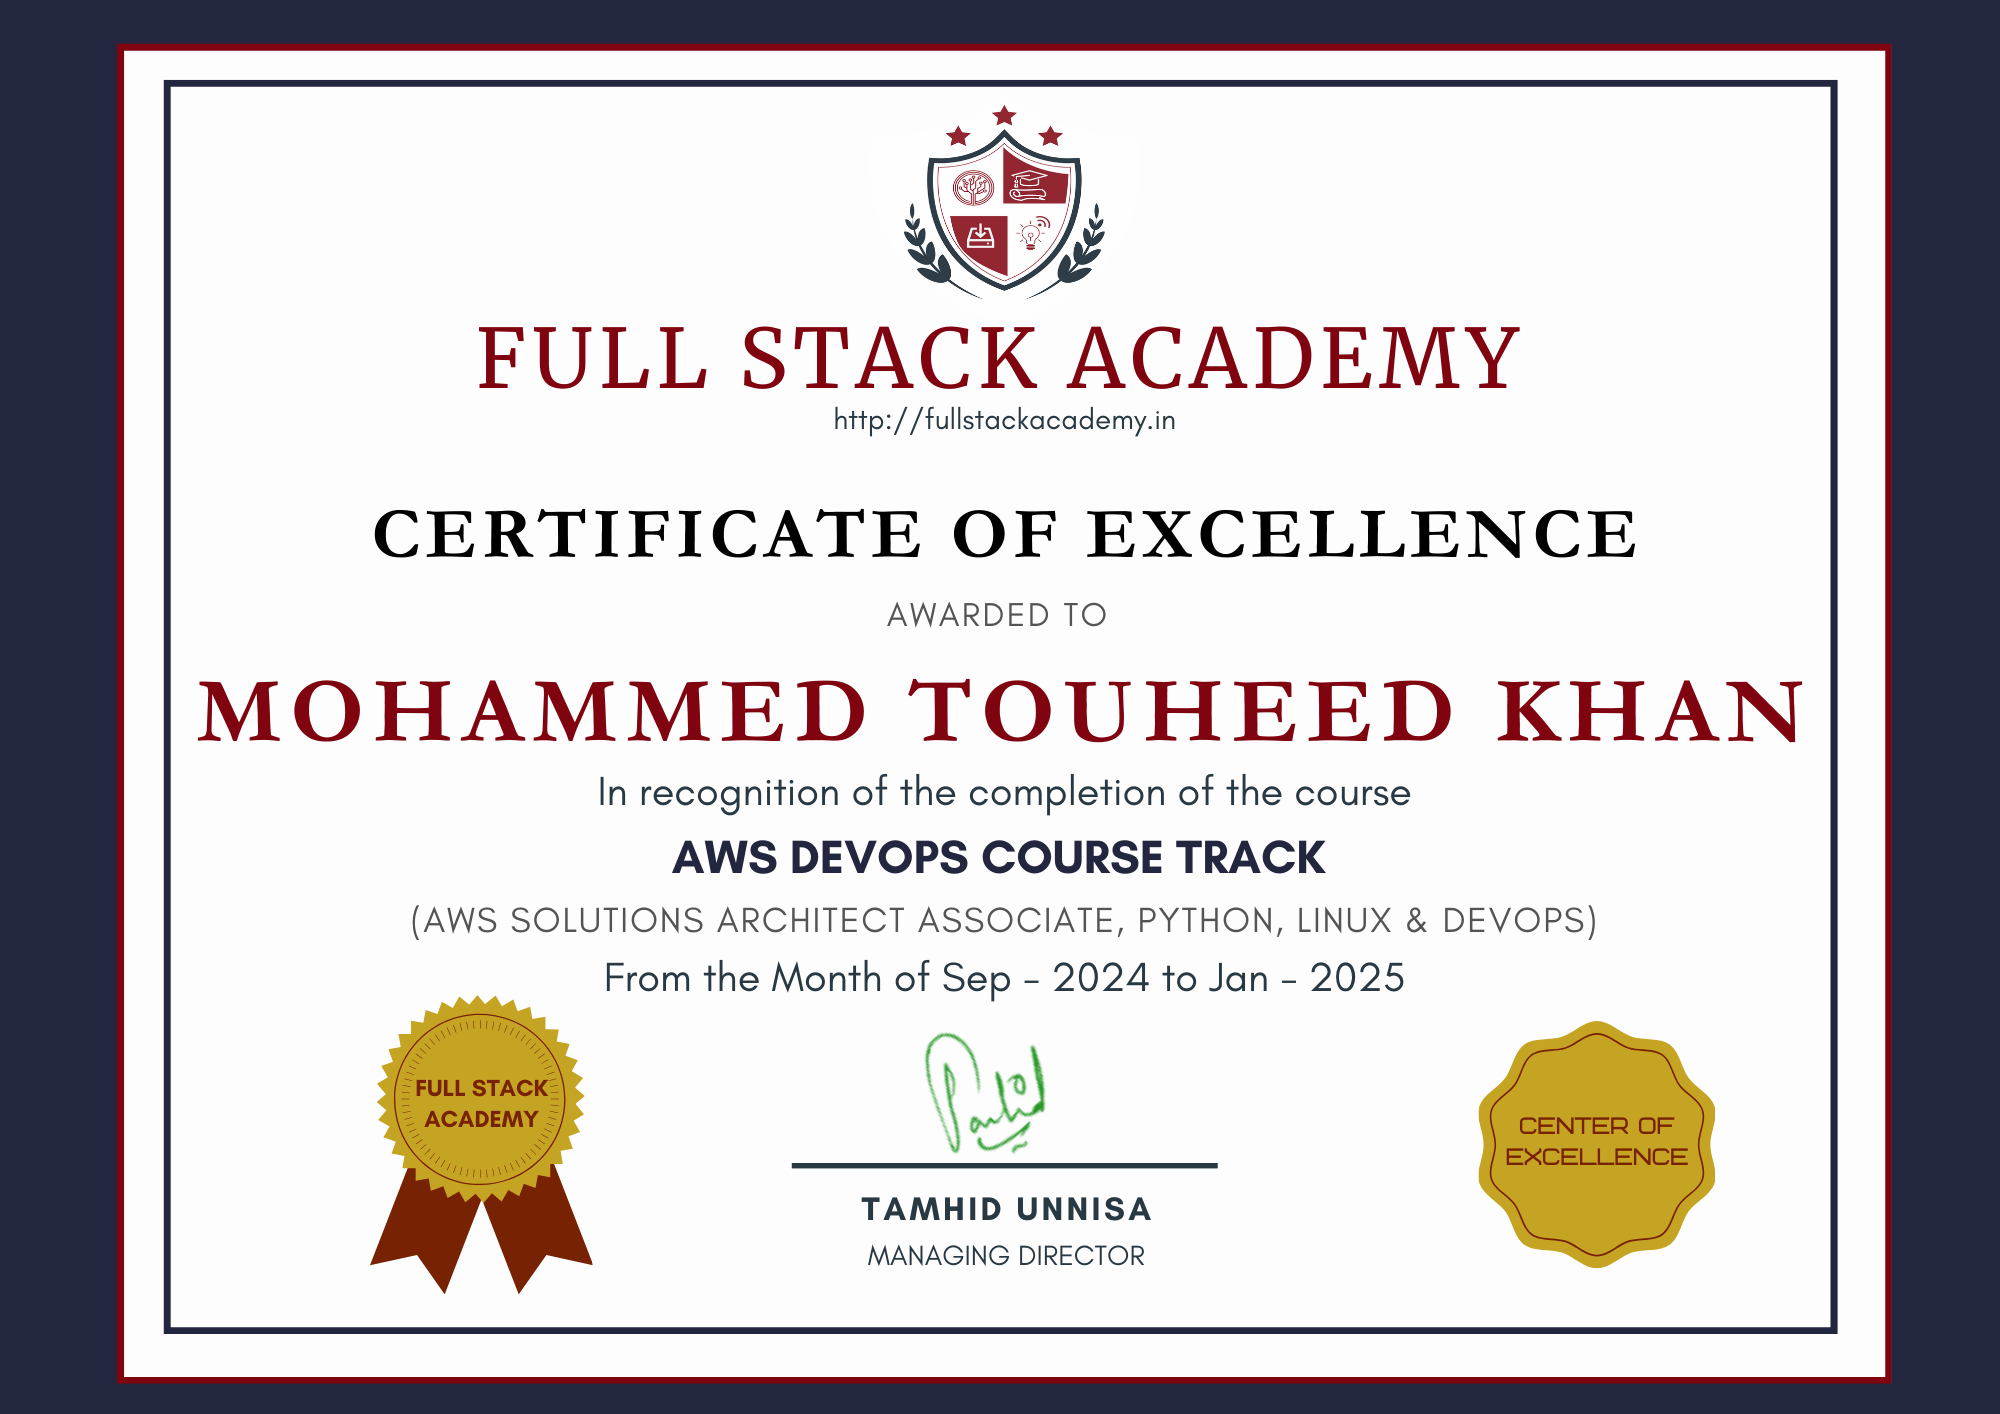 FULL STACK ACADEMY
http://fullstackacademy.in
CERTIFICATE OF EXCELLENCE
AWARDED TO
MOHAMMED TOUHEED KHAN
In recognition of the completion of the course
AWS DEVOPS COURSE TRACK
(AWS SOLUTIONS ARCHITECT ASSOCIATE, PYTHON, LINUX & DEVOPS)
From the Month of Sep - 2024 to Jan - 2025
FULL STACK
ACADEMY
Tamhid
CENTER OF
EXCELLENCE
TAMHID UNNISA
MANAGING DIRECTOR